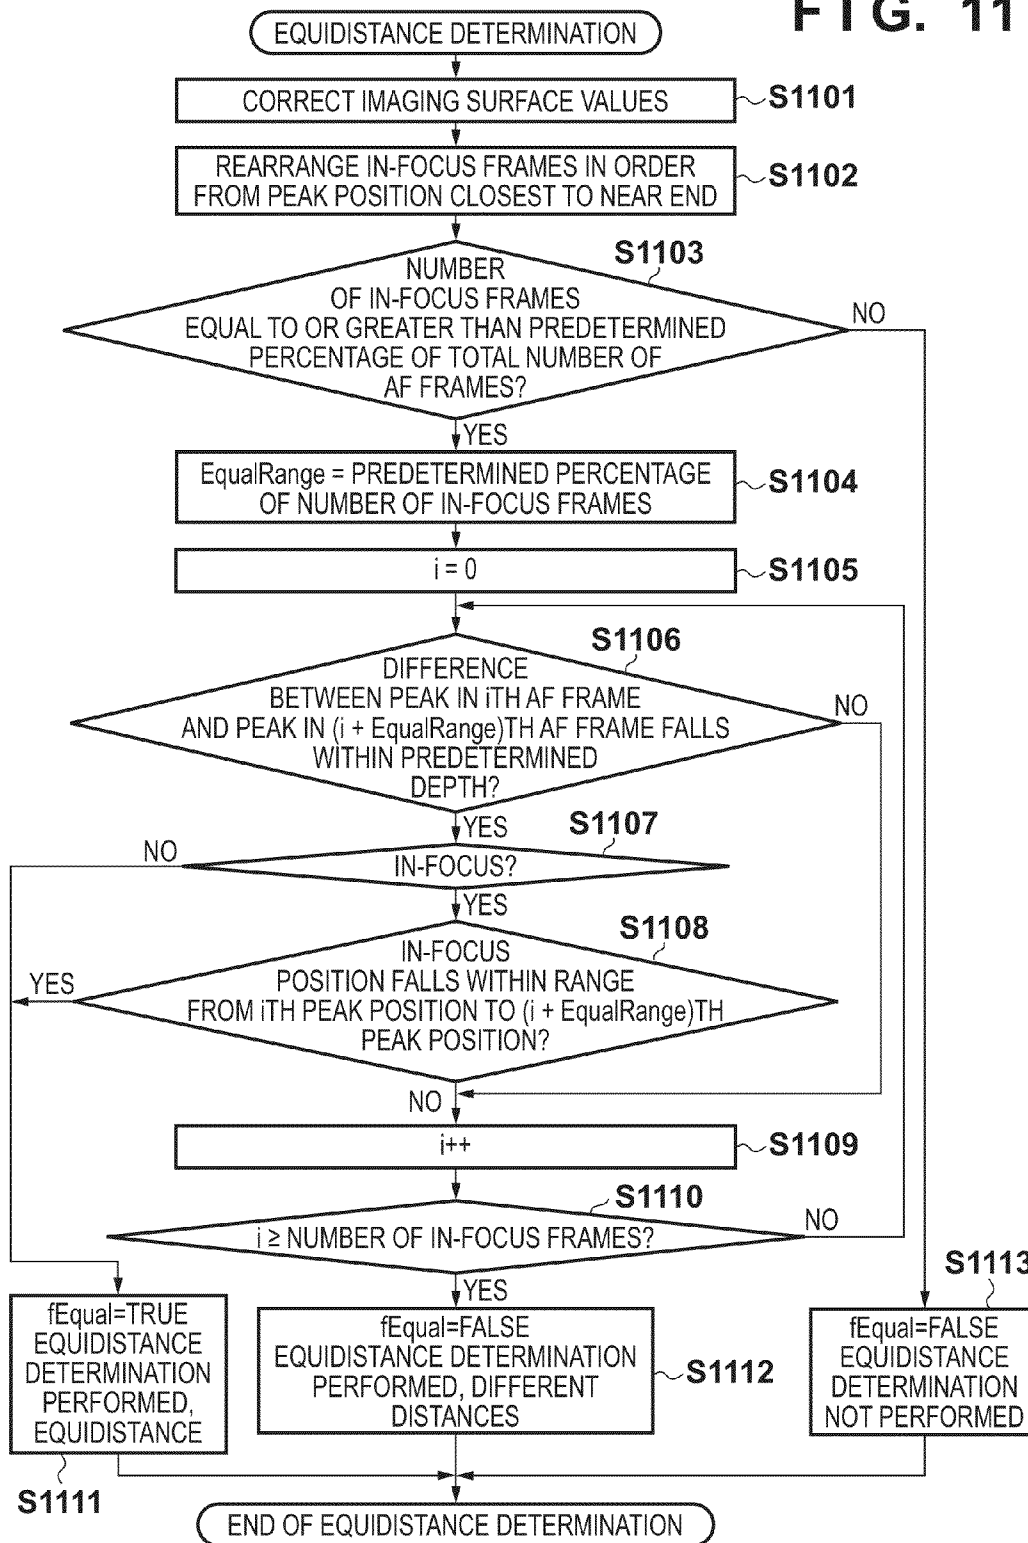 FIG. 11
EQUIDISTANCE DETERMINATION
CORRECT IMAGING SURFACE VALUES
S1101
REARRANGE IN-FOCUS FRAMES IN ORDER
FROM PEAK POSITION CLOSEST TO NEAR END
S1102
S1103
NUMBER
OF IN-FOCUS FRAMES
EQUAL TO OR GREATER THAN PREDETERMINED
PERCENTAGE OF TOTAL NUMBER OF
AF FRAMES?
NO
YES
EqualRange = PREDETERMINED PERCENTAGE
OF NUMBER OF IN-FOCUS FRAMES
S1104
i = 0
S1105
S1106
DIFFERENCE
BETWEEN PEAK IN iTH AF FRAME
AND PEAK IN (i + EqualRange)TH AF FRAME FALLS
WITHIN PREDETERMINED
DEPTH?
NO
YES
S1107
NO
IN-FOCUS?
YES
S1108
IN-FOCUS
POSITION FALLS WITHIN RANGE
FROM iTH PEAK POSITION TO (i + EqualRange)TH
PEAK POSITION?
YES
NO
i++
S1109
S1110
i ≥ NUMBER OF IN-FOCUS FRAMES?
NO
YES
S1113
fEqual=TRUE
EQUIDISTANCE
DETERMINATION
PERFORMED,
EQUIDISTANCE
S1111
fEqual=FALSE
EQUIDISTANCE DETERMINATION
PERFORMED, DIFFERENT
DISTANCES
S1112
fEqual=FALSE
EQUIDISTANCE
DETERMINATION
NOT PERFORMED
END OF EQUIDISTANCE DETERMINATION